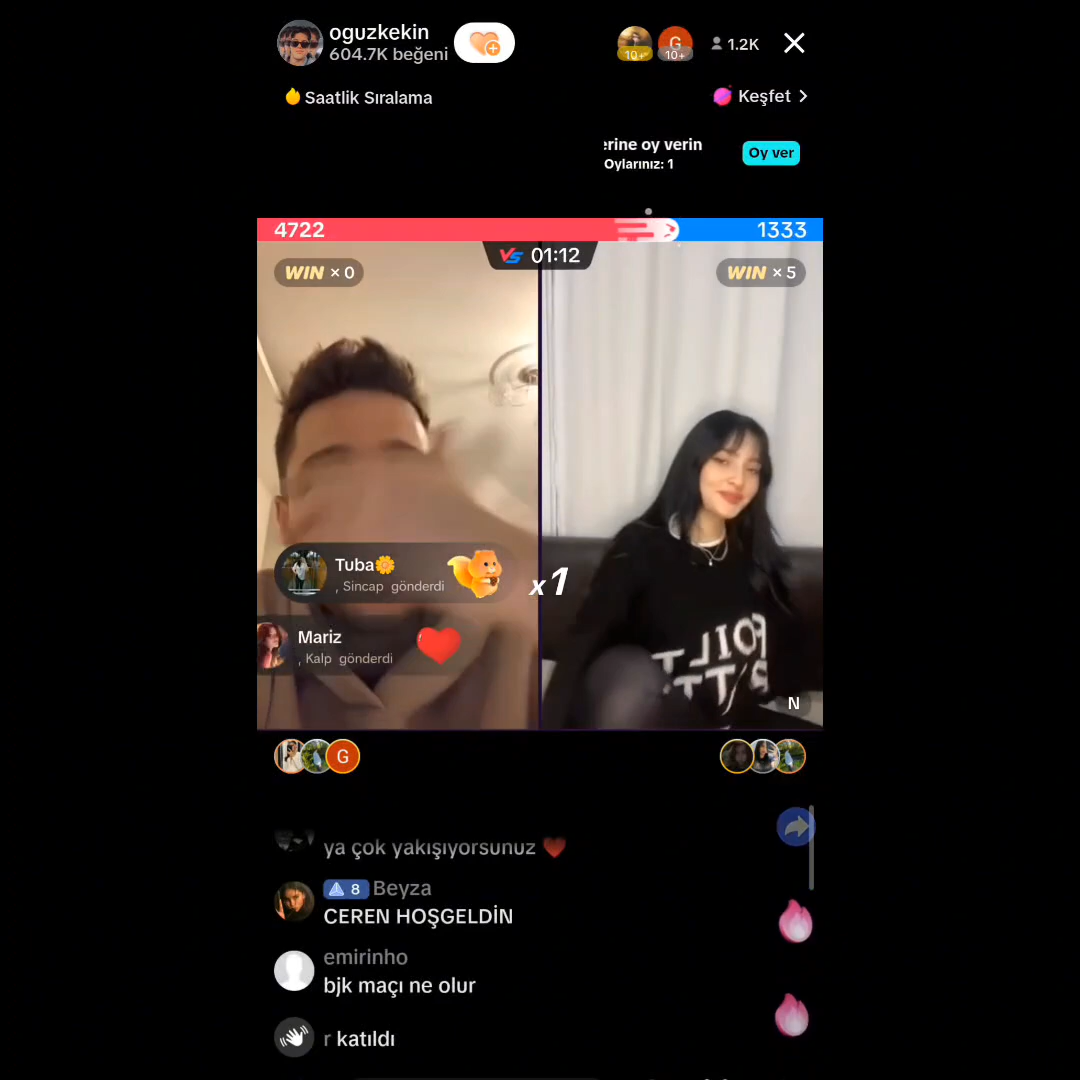 oguzkekin
604.7K beğeni
10+
G
10+
1.2K
Saatlik Sıralama
Keşfet
erine oy verin
Oylarınız: 1
Oy ver
4722
1333
VS 01:12
WIN × 0
WIN × 5
Tuba
, Sincap gönderdi
x1
Mariz
, Kalp gönderdi
N
G
ya çok yakışıyorsunuz
8 Beyza
CEREN HOŞGELDİN
emirinho
bjk maçı ne olur
r katıldı